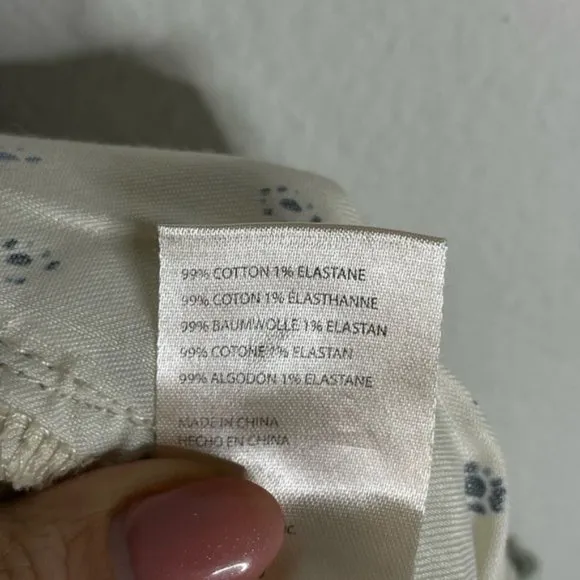 99% COTTON 1% ELASTANE
99% COTON 1% ÉLASTHANNE
99% BAUMWOLLE 1% ELASTAN
99% COTONE 1% ELASTAN
99% ALGODON 1% ELASTANE
MADE IN CHINA
HECHO EN CHINA